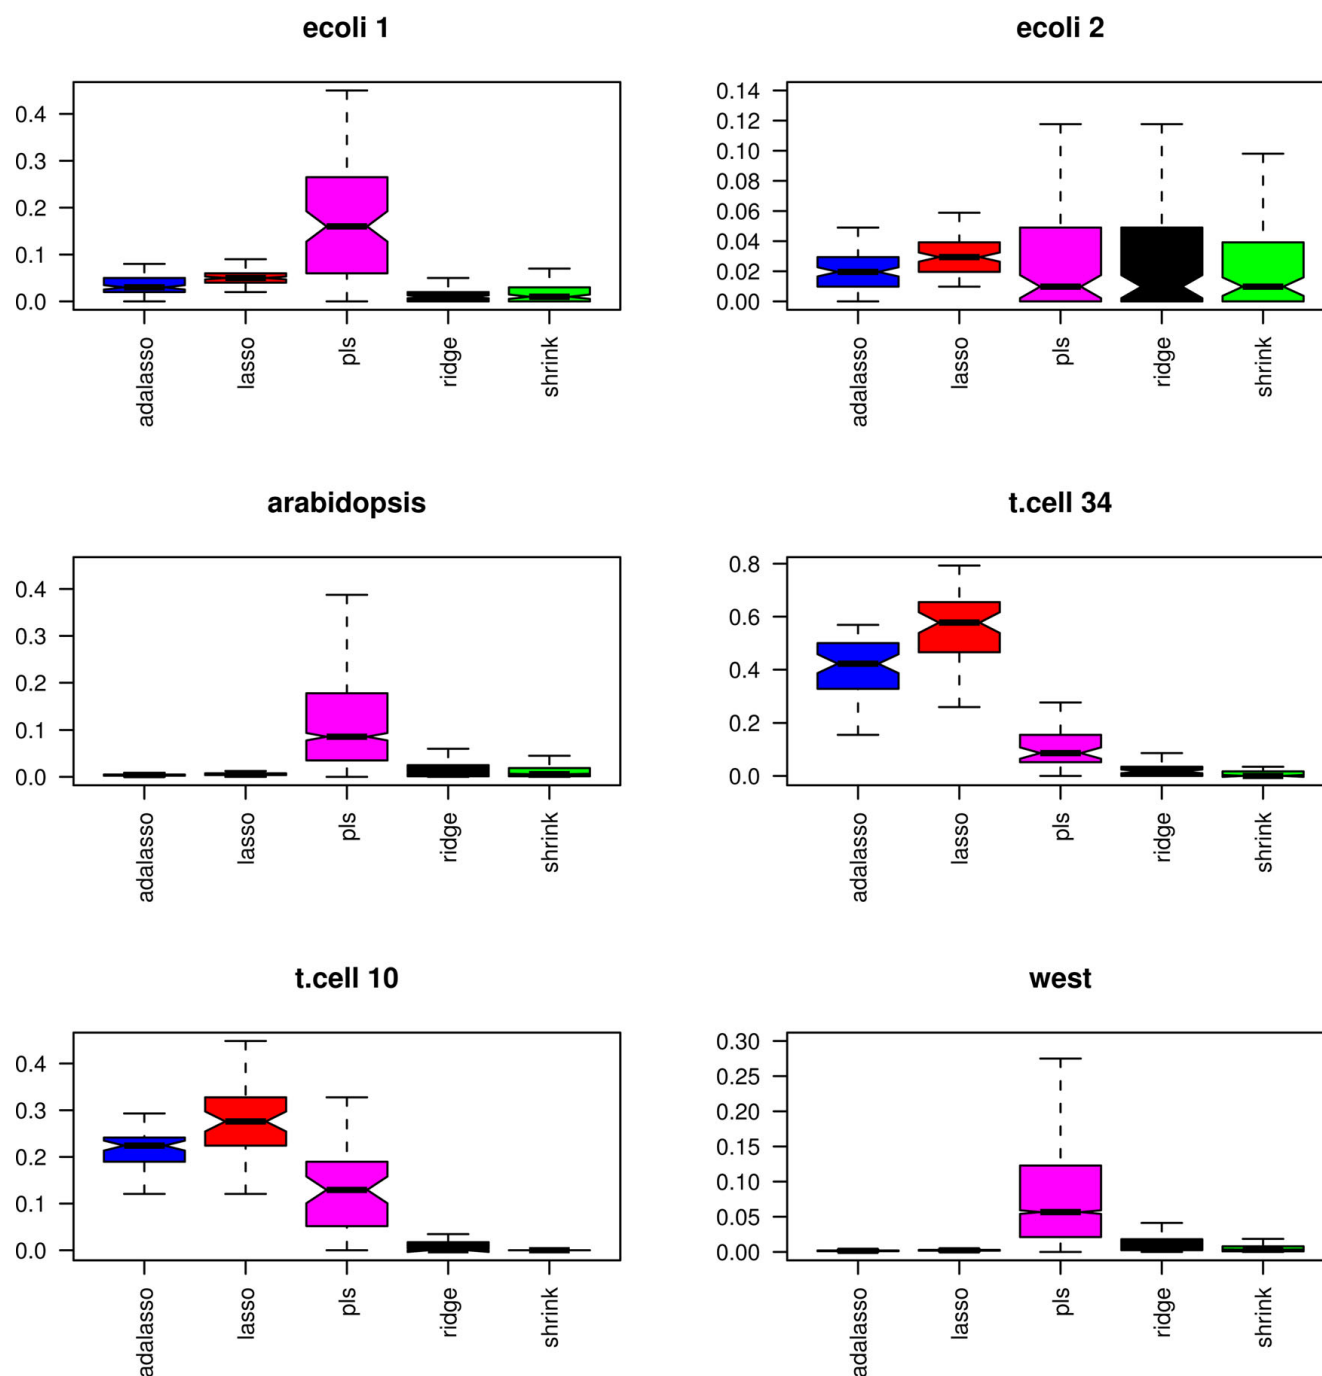 ecoli 1
0.4
0.3
0.2
0.1
0.0
adalasso
lasso
pls
ridge
shrink
ecoli 2
0.14
0.12
0.10
0.08
0.06
0.04
0.02
0.00
adalasso
lasso
pls
ridge
shrink
arabidopsis
0.4
0.3
0.2
0.1
0.0
adalasso
lasso
pls
ridge
shrink
t.cell 34
0.8
0.6
0.4
0.2
0.0
adalasso
lasso
pls
ridge
shrink
t.cell 10
0.4
0.3
0.2
0.1
0.0
adalasso
lasso
pls
ridge
shrink
west
0.30
0.25
0.20
0.15
0.10
0.05
0.00
adalasso
lasso
pls
ridge
shrink